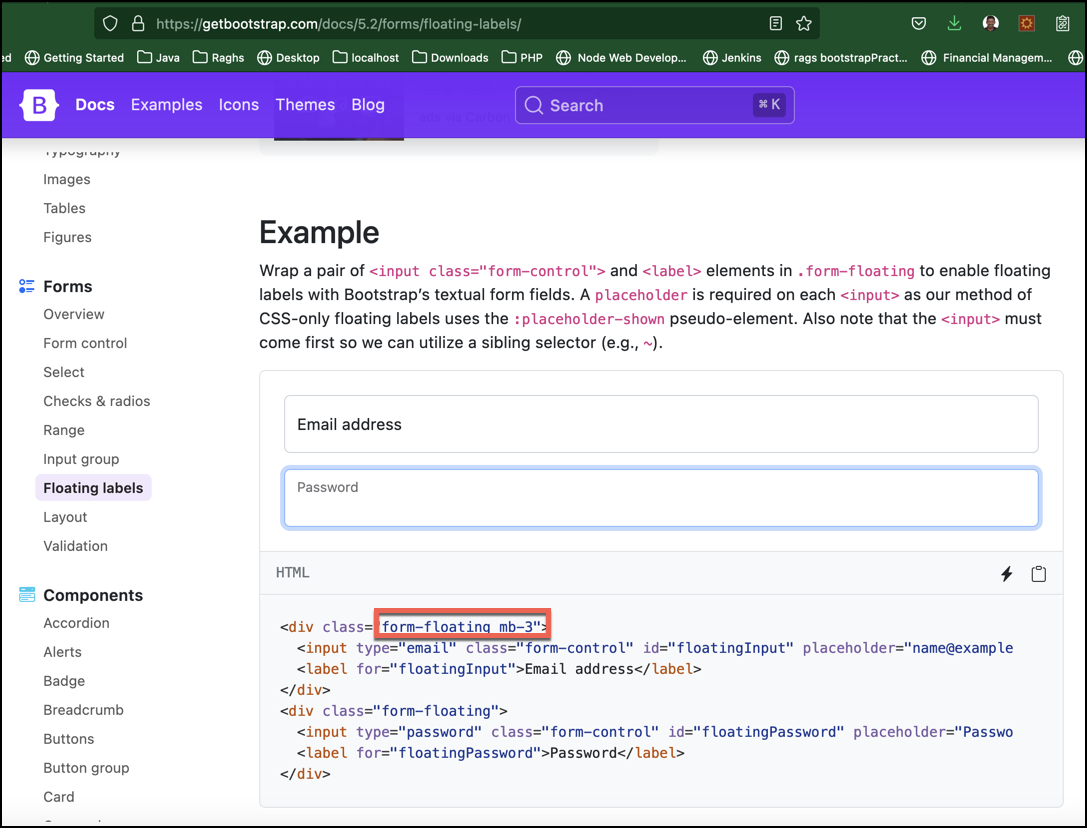 https://getbootstrap.com/docs/5.2/forms/floating-labels/
ed Getting Started Java Raghs Desktop localhost Downloads PHP Node Web Develop... Jenkins rags bootstrapPract... Financial Managem...
B Docs Examples Icons Themes Blog Search ⌘ K
ads via Carbon
Typography
Images
Tables
Figures
Forms
Overview
Form control
Select
Checks & radios
Range
Input group
Floating labels
Layout
Validation
Components
Accordion
Alerts
Badge
Breadcrumb
Buttons
Button group
Card
Example
Wrap a pair of <input class="form-control"> and <label> elements in .form-floating to enable floating
labels with Bootstrap's textual form fields. A placeholder is required on each <input> as our method of
CSS-only floating labels uses the :placeholder-shown pseudo-element. Also note that the <input> must
come first so we can utilize a sibling selector (e.g., ~).
Email address
Password
HTML
<div class="form-floating mb-3">
<input type="email" class="form-control" id="floatingInput" placeholder="name@example
<label for="floatingInput">Email address</label>
</div>
<div class="form-floating">
<input type="password" class="form-control" id="floatingPassword" placeholder="Passwo
<label for="floatingPassword">Password</label>
</div>